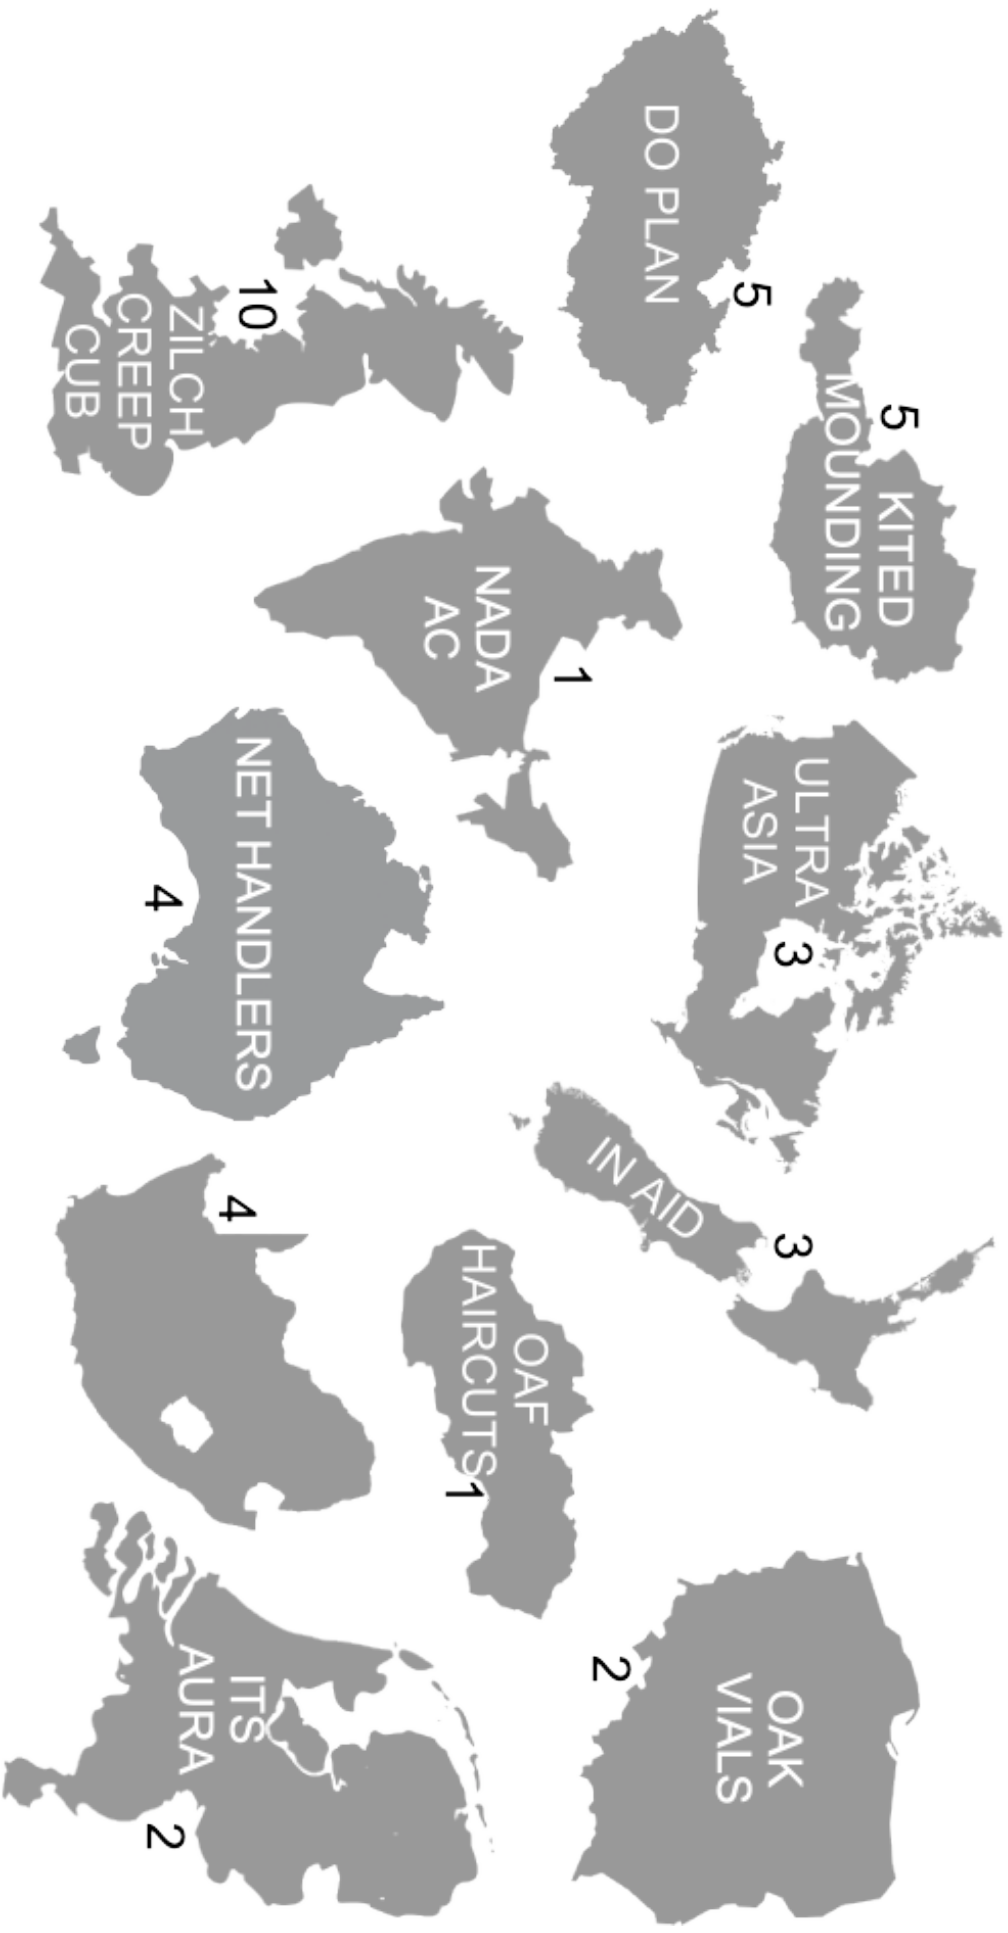 DO PLAN
5
KITED
MOUNDING
5
ULTRA
ASIA
3
IN AID
3
OAK
VIALS
2
NADA
AC
1
OAF
HAIRCUTS
1
ZILCH
CREEP
CUB
10
NET HANDLERS
4
4
ITS
AURA
2